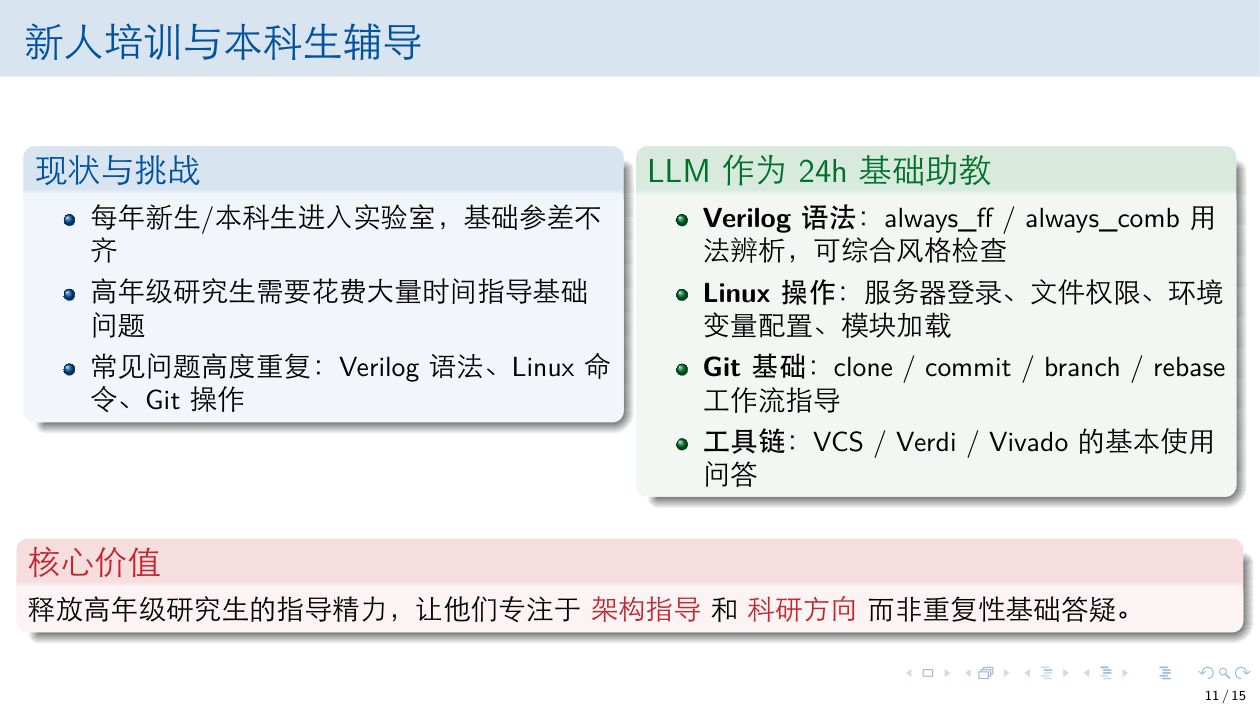 新人培训与本科生辅导
现状与挑战
每年新生/本科生进入实验室，基础参差不
齐
高年级研究生需要花费大量时间指导基础
问题
常见问题高度重复：Verilog 语法、Linux 命
令、Git 操作
LLM 作为 24h 基础助教
Verilog 语法：always_ff / always_comb 用
法辨析，可综合风格检查
Linux 操作：服务器登录、文件权限、环境
变量配置、模块加载
Git 基础：clone / commit / branch / rebase
工作流指导
工具链：VCS / Verdi / Vivado 的基本使用
问答
核心价值
释放高年级研究生的指导精力，让他们专注于 架构指导 和 科研方向 而非重复性基础答疑。
11 / 15